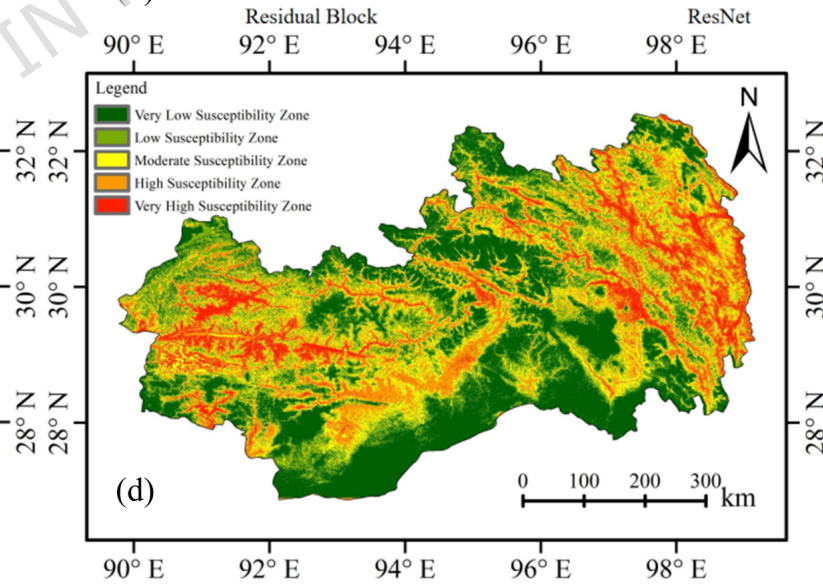 Residual Block ResNet
90° E 92° E 94° E 96° E 98° E
Legend
Very Low Susceptibility Zone
Low Susceptibility Zone
Moderate Susceptibility Zone
High Susceptibility Zone
Very High Susceptibility Zone
N
32° N 32° N
30° N 30° N
28° N 28° N
(d)
0 100 200 300
km
90° E 92° E 94° E 96° E 98° E
IN